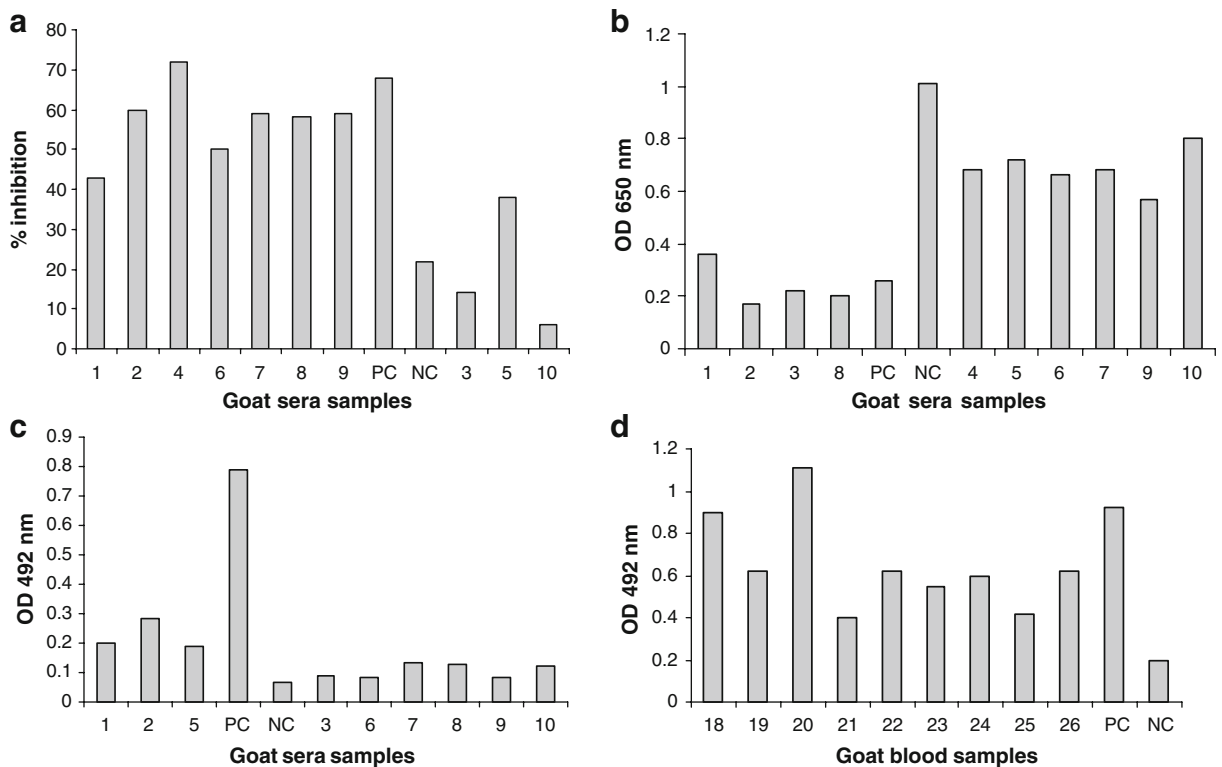 a
80
70
60
50
40
30
20
10
0
% inhibition
1 2 4 6 7 8 9 PC NC 3 5 10
Goat sera samples
b
1.2
1
0.8
0.6
0.4
0.2
0
OD 650 nm
1 2 3 8 PC NC 4 5 6 7 9 10
Goat sera samples
c
0.9
0.8
0.7
0.6
0.5
0.4
0.3
0.2
0.1
0
OD 492 nm
1 2 5 PC NC 3 6 7 8 9 10
Goat sera samples
d
1.2
1
0.8
0.6
0.4
0.2
0
OD 492 nm
18 19 20 21 22 23 24 25 26 PC NC
Goat blood samples